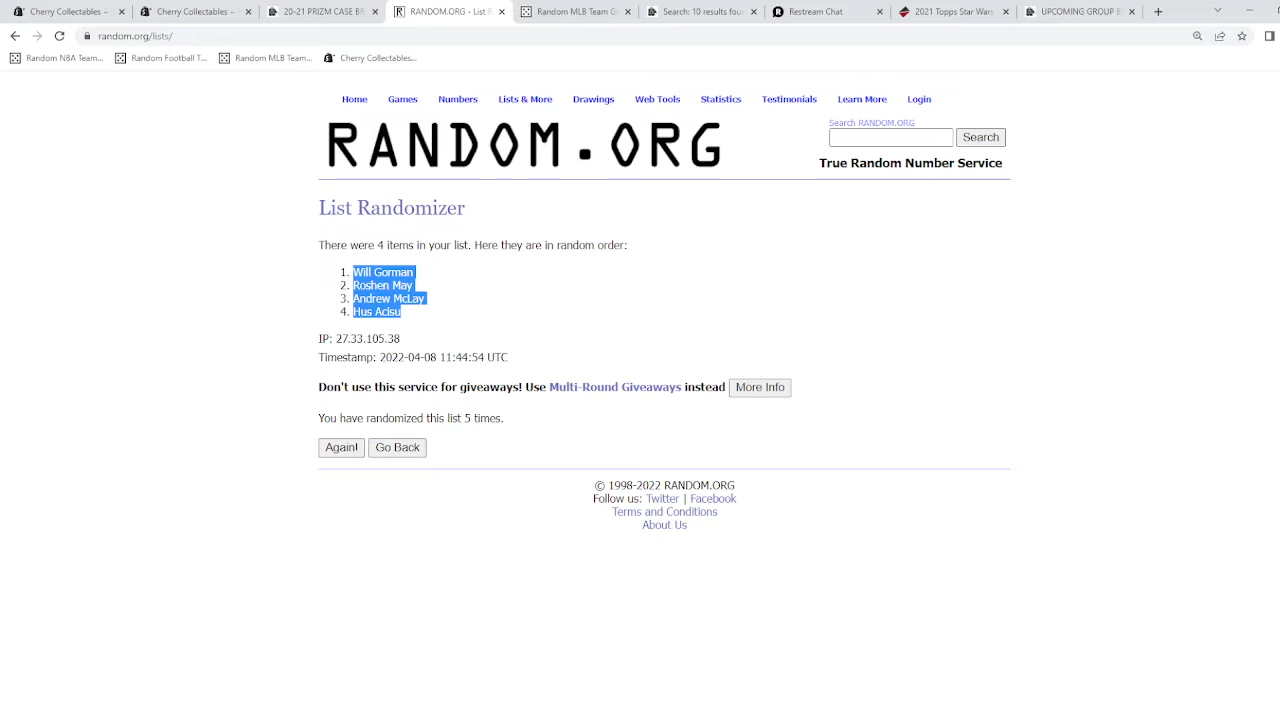 Cherry Collectables –
Cherry Collectables –
20-21 PRIZM CASE BR
RANDOM.ORG - List R
Random MLB Team G
Search: 10 results four
Restream Chat
2021 Topps Star Wars
UPCOMING GROUP B
random.org/lists/
Random NBA Team...
Random Football T...
Random MLB Team...
Cherry Collectables...
Home
Games
Numbers
Lists & More
Drawings
Web Tools
Statistics
Testimonials
Learn More
Login
RANDOM.ORG
Search RANDOM.ORG
Search
True Random Number Service
List Randomizer
There were 4 items in your list. Here they are in random order:
1. Will Gorman
2. Roshen May
3. Andrew McLay
4. Hus Acisu
IP: 27.33.105.38
Timestamp: 2022-04-08 11:44:54 UTC
Don't use this service for giveaways! Use Multi-Round Giveaways instead More Info
You have randomized this list 5 times.
Again! Go Back
© 1998-2022 RANDOM.ORG
Follow us: Twitter | Facebook
Terms and Conditions
About Us